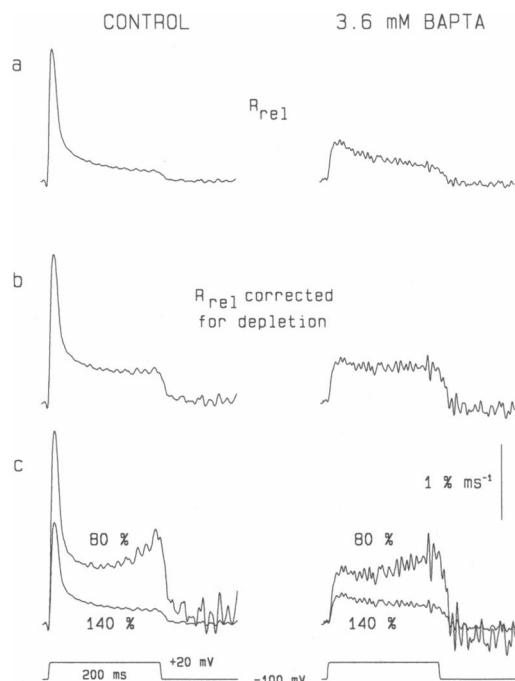 CONTROL
3.6 mM BAPTA
a
Rrel
b
Rrel corrected
for depletion
c
1 % ms⁻¹
80 %
80 %
140 %
140 %
200 ms
+20 mV
-100 mV